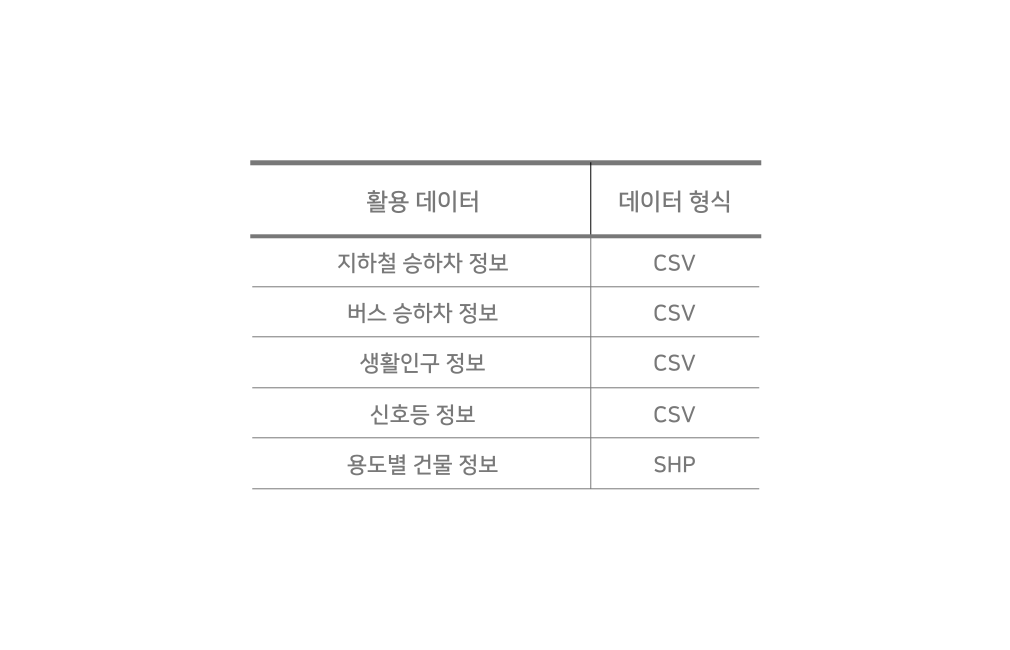 활용 데이터 데이터 형식
지하철 승하차 정보 CSV
버스 승하차 정보 CSV
생활인구 정보 CSV
신호등 정보 CSV
용도별 건물 정보 SHP